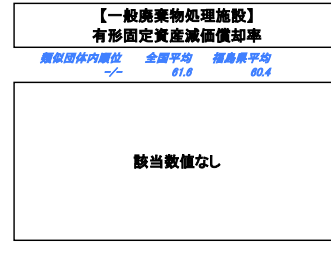 【一般廃棄物処理施設】
有形固定資産減価償却率
類似団体内順位 全国平均 福島県平均
-/- 61.6 60.4
該当数値なし